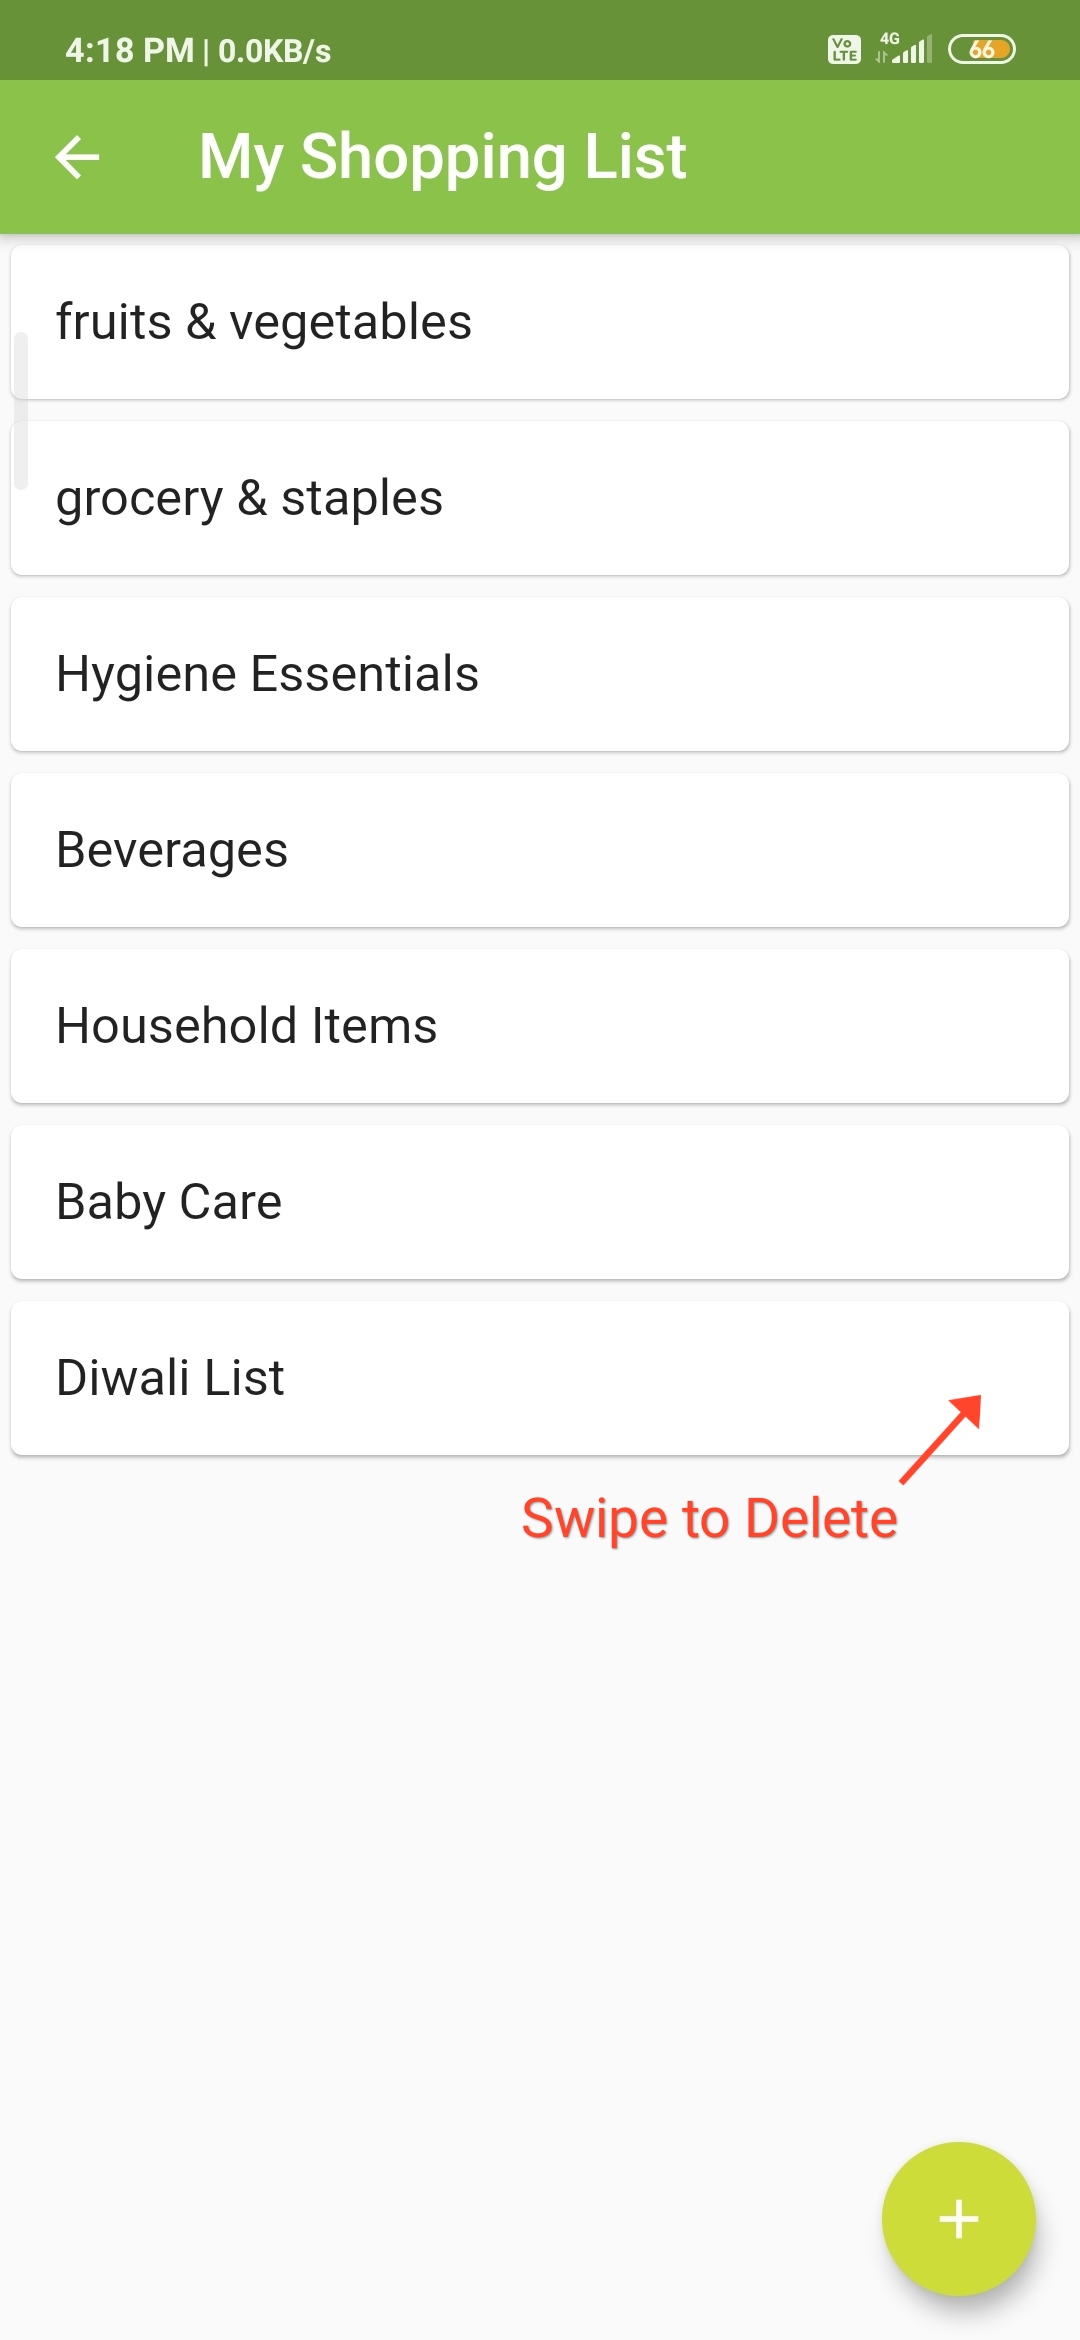 4:18 PM | 0.0KB/s Vo LTE 4G 66
My Shopping List
fruits & vegetables
grocery & staples
Hygiene Essentials
Beverages
Household Items
Baby Care
Diwali List
Swipe to Delete
+